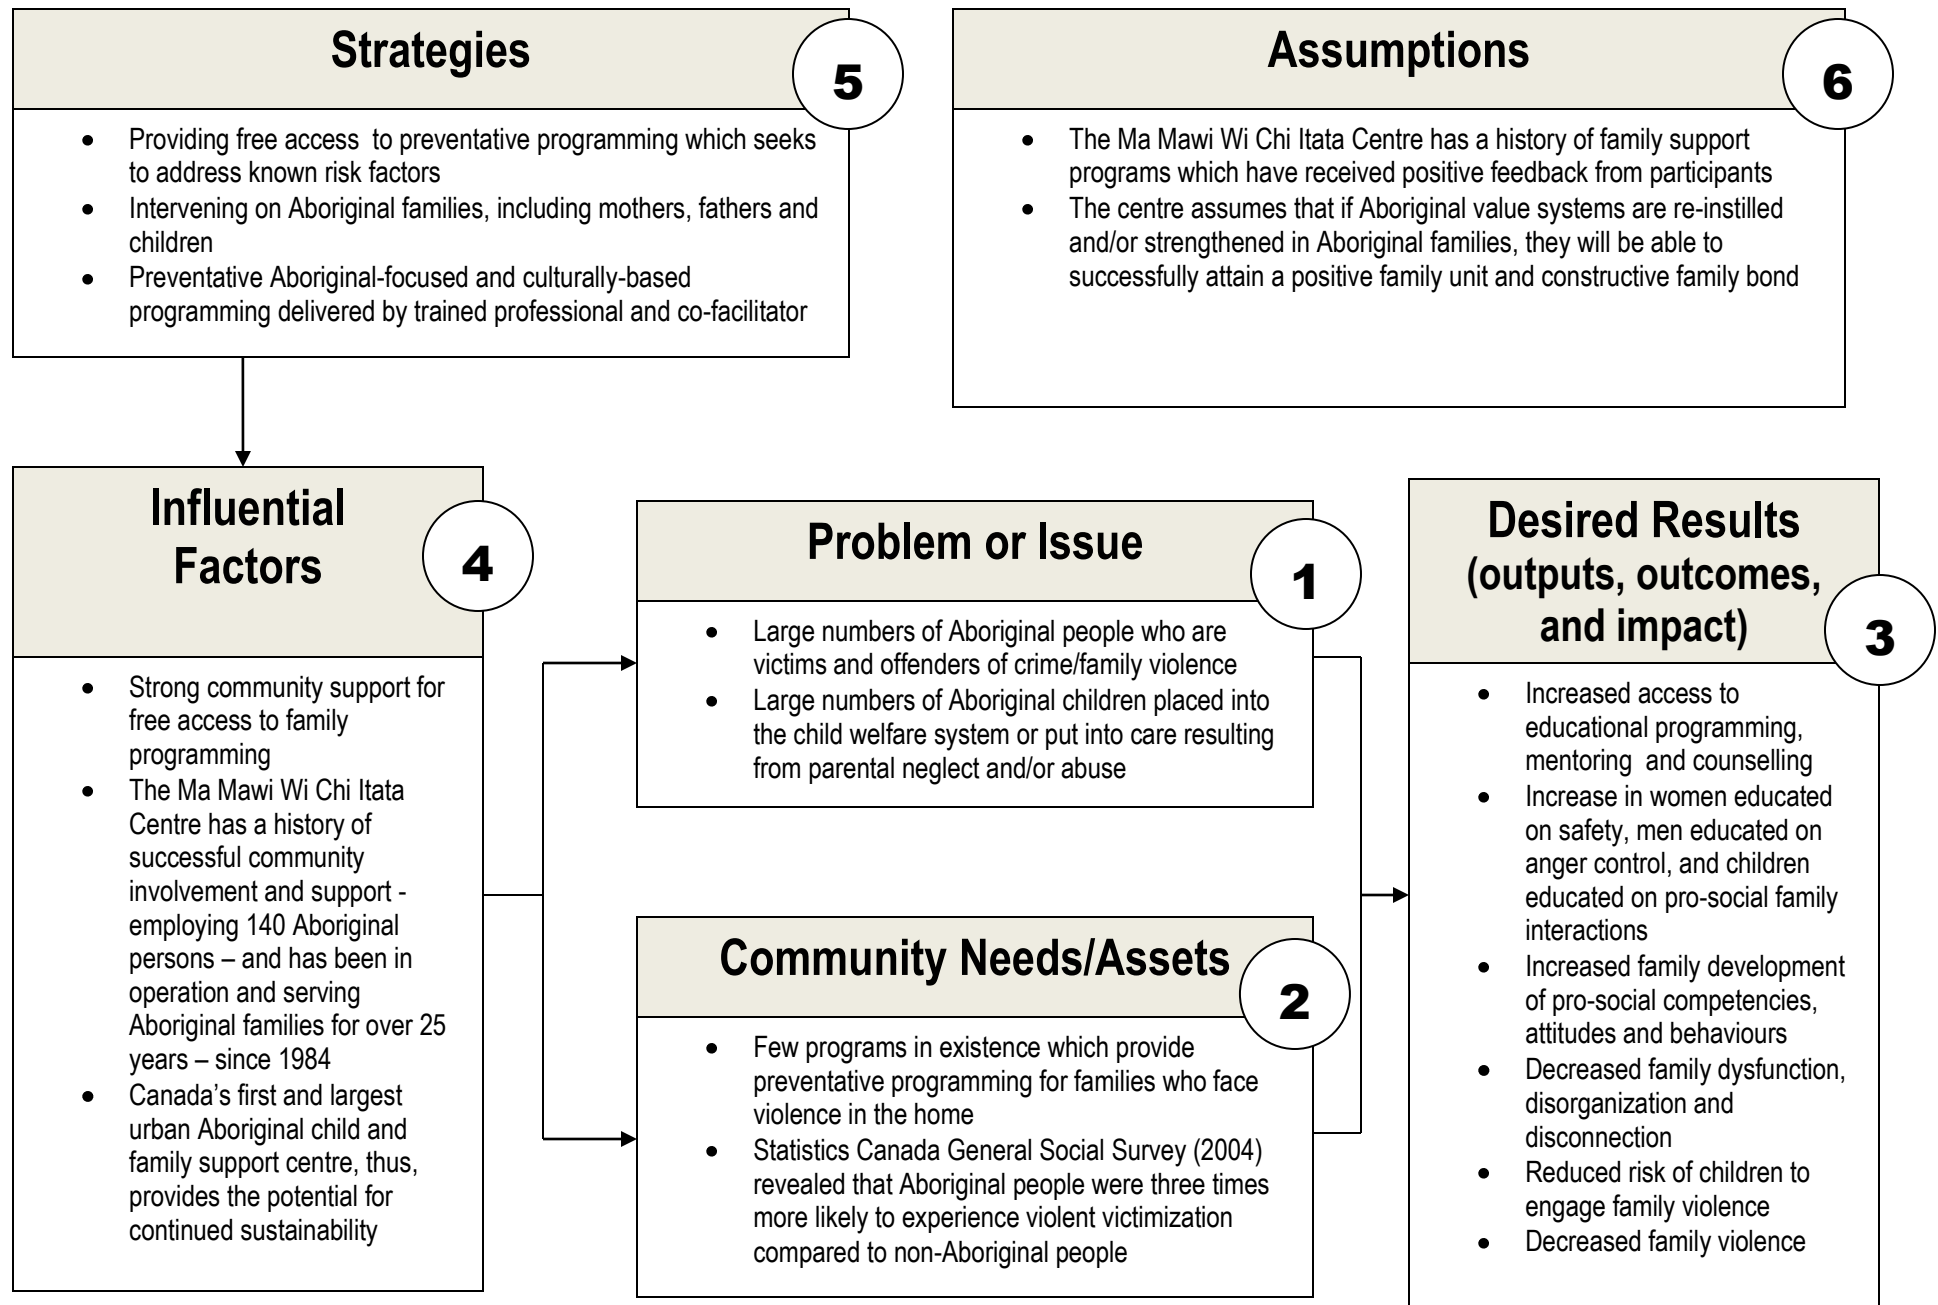 Strategies
5
● Providing free access  to preventative programming which seeks
to address known risk factors
● Intervening on Aboriginal families, including mothers, fathers and
children
● Preventative Aboriginal-focused and culturally-based
programming delivered by trained professional and co-facilitator
Assumptions
6
● The Ma Mawi Wi Chi Itata Centre has a history of family support
programs which have received positive feedback from participants
● The centre assumes that if Aboriginal value systems are re-instilled
and/or strengthened in Aboriginal families, they will be able to
successfully attain a positive family unit and constructive family bond
Influential
Factors
4
● Strong community support for
free access to family
programming
● The Ma Mawi Wi Chi Itata
Centre has a history of
successful community
involvement and support -
employing 140 Aboriginal
persons – and has been in
operation and serving
Aboriginal families for over 25
years – since 1984
● Canada’s first and largest
urban Aboriginal child and
family support centre, thus,
provides the potential for
continued sustainability
Problem or Issue
1
● Large numbers of Aboriginal people who are
victims and offenders of crime/family violence
● Large numbers of Aboriginal children placed into
the child welfare system or put into care resulting
from parental neglect and/or abuse
Community Needs/Assets
2
● Few programs in existence which provide
preventative programming for families who face
violence in the home
● Statistics Canada General Social Survey (2004)
revealed that Aboriginal people were three times
more likely to experience violent victimization
compared to non-Aboriginal people
Desired Results
(outputs, outcomes,
and impact)
3
● Increased access to
educational programming,
mentoring  and counselling
● Increase in women educated
on safety, men educated on
anger control, and children
educated on pro-social family
interactions
● Increased family development
of pro-social competencies,
attitudes and behaviours
● Decreased family dysfunction,
disorganization and
disconnection
● Reduced risk of children to
engage family violence
● Decreased family violence